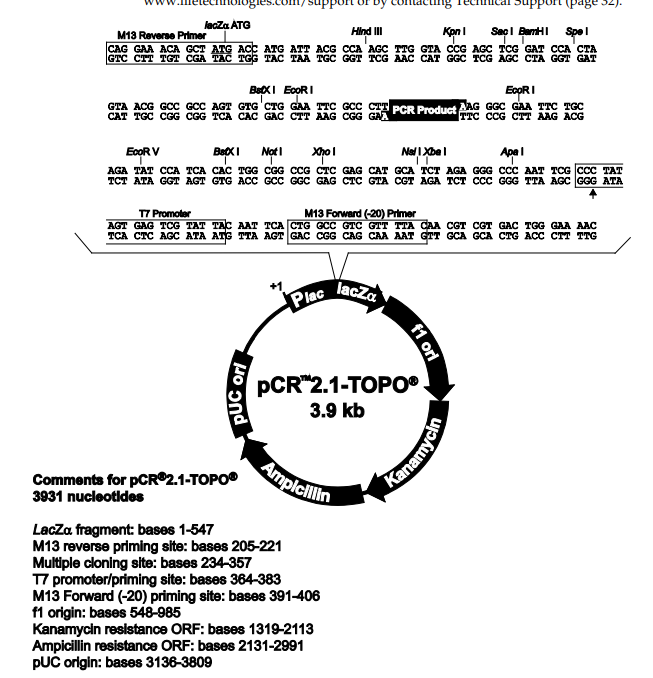 www.lifetechnologies.com/support or by contacting Technical Support (page 32).
lacZα ATG
M13 Reverse Primer Hind III Kpn I Sac I BamH I Spe I
CAG GAA ACA GCT ATG ACC ATG ATT ACG CCA AGC TTG GTA CCG AGC TCG GAT CCA CTA
GTC CTT TGT CGA TAC TGG TAC TAA TGC GGT TCG AAC CAT GGC TCG AGC CTA GGT GAT
BstX I EcoR I EcoR I
GTA ACG GCC GCC AGT GTG CTG GAA TTC GCC CTT PCR Product AAG GGC GAA TTC TGC
CAT TGC CGG CGG TCA CAC GAC CTT AAG CGG GAA TTC CCG CTT AAG ACG
EcoR V BstX I Not I Xho I Nsi I Xba I Apa I
AGA TAT CCA TCA CAC TGG CGG CCG CTC GAG CAT GCA TCT AGA GGG CCC AAT TCG CCC TAT
TCT ATA GGT AGT GTG ACC GCC GGC GAG CTC GTA CGT AGA TCT CCC GGG TTA AGC GGG ATA
T7 Promoter M13 Forward (-20) Primer
AGT GAG TCG TAT TAC AAT TCA CTG GCC GTC GTT TTA CAA CGT CGT GAC TGG GAA AAC
TCA CTC AGC ATA ATG TTA AGT GAC CGG CAG CAA AAT GTT GCA GCA CTG ACC CTT TTG
+1
Plac lacZα
f1 ori
Kanamycin
Ampicillin
pUC ori
pCR™2.1-TOPO®
3.9 kb
Comments for pCR®2.1-TOPO®
3931 nucleotides
LacZα fragment: bases 1-547
M13 reverse priming site: bases 205-221
Multiple cloning site: bases 234-357
T7 promoter/priming site: bases 364-383
M13 Forward (-20) priming site: bases 391-406
f1 origin: bases 548-985
Kanamycin resistance ORF: bases 1319-2113
Ampicillin resistance ORF: bases 2131-2991
pUC origin: bases 3136-3809